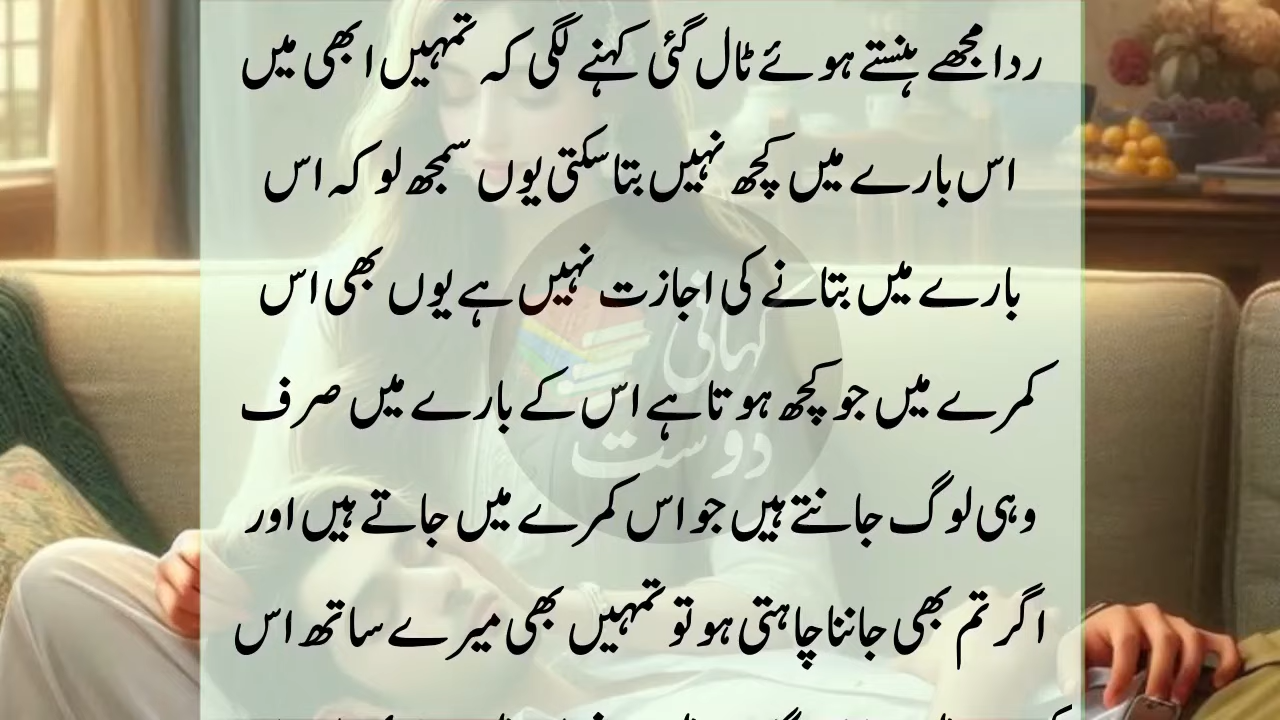 ردا مجھے ہنستے ہوئے ٹال گئی کہنے لگی کہ تمہیں ابھی میں
اس بارے میں کچھ نہیں بتا سکتی یوں سمجھ لو کہ اس
بارے میں بتانے کی اجازت نہیں ہے یوں بھی اس
کمرے میں جو کچھ ہوتا ہے اس کے بارے میں صرف
وہی لوگ جانتے ہیں جو اس کمرے میں جاتے ہیں اور
اگر تم بھی جاننا چاہتی ہو تو تمہیں بھی میرے ساتھ اس
کہانی
دوست